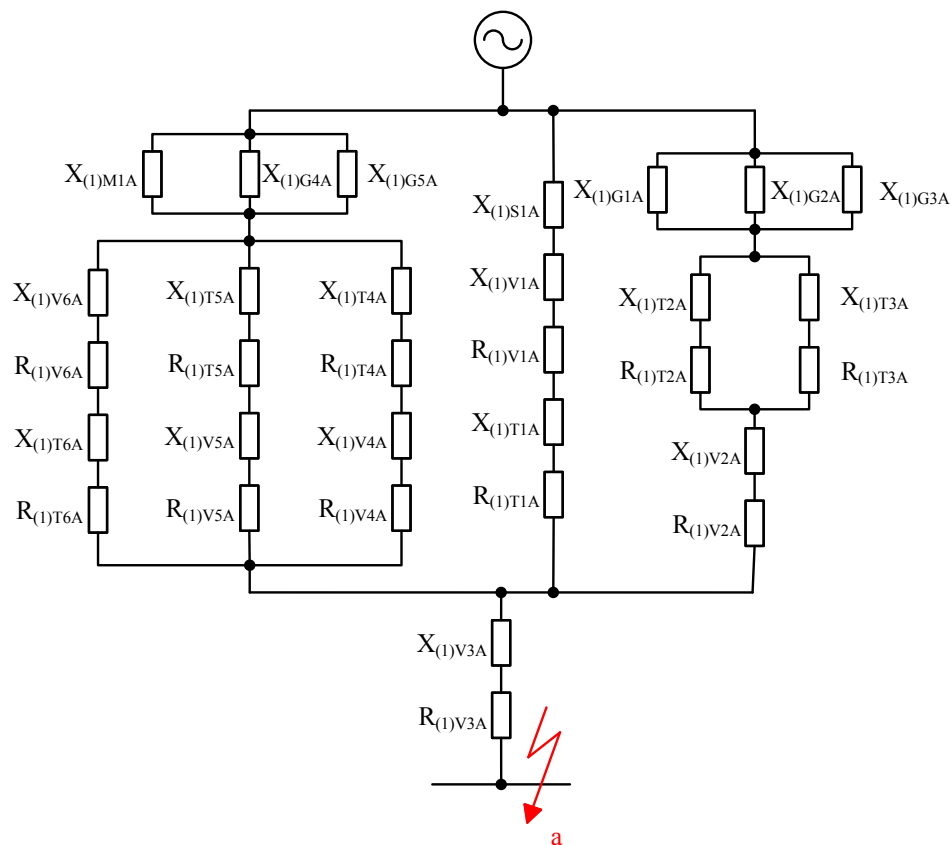 X(1)M1A X(1)G4A X(1)G5A
X(1)G1A X(1)G2A X(1)G3A
X(1)S1A
X(1)V6A X(1)T5A X(1)T4A X(1)V1A X(1)T2A X(1)T3A
R(1)V6A R(1)T5A R(1)T4A R(1)V1A R(1)T2A R(1)T3A
X(1)T6A X(1)V5A X(1)V4A X(1)T1A X(1)V2A
R(1)T6A R(1)V5A R(1)V4A R(1)T1A R(1)V2A
X(1)V3A
R(1)V3A
a